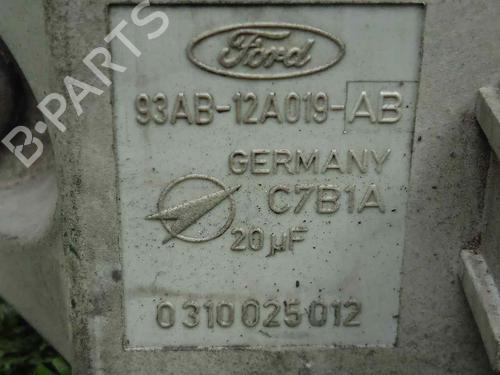 B-PARTS
Ford
93AB-12A019-AB
GERMANY
C7B1A
20 µF
0 310 025 012